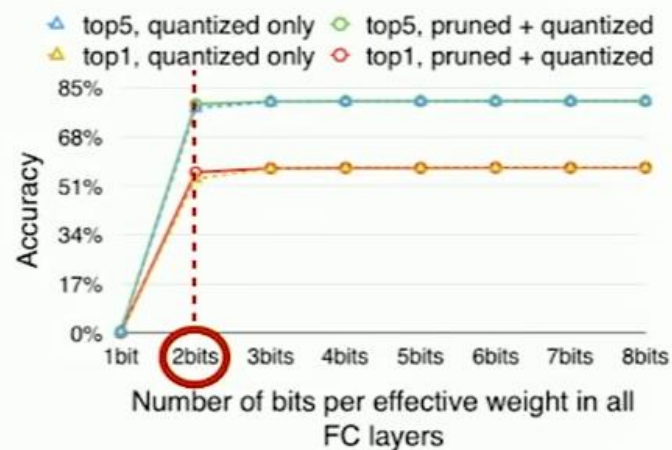 top5, quantized only top5, pruned + quantized
top1, quantized only top1, pruned + quantized
85%
68%
51%
34%
17%
0%
Accuracy
1bit 2bits 3bits 4bits 5bits 6bits 7bits 8bits
Number of bits per effective weight in all
FC layers